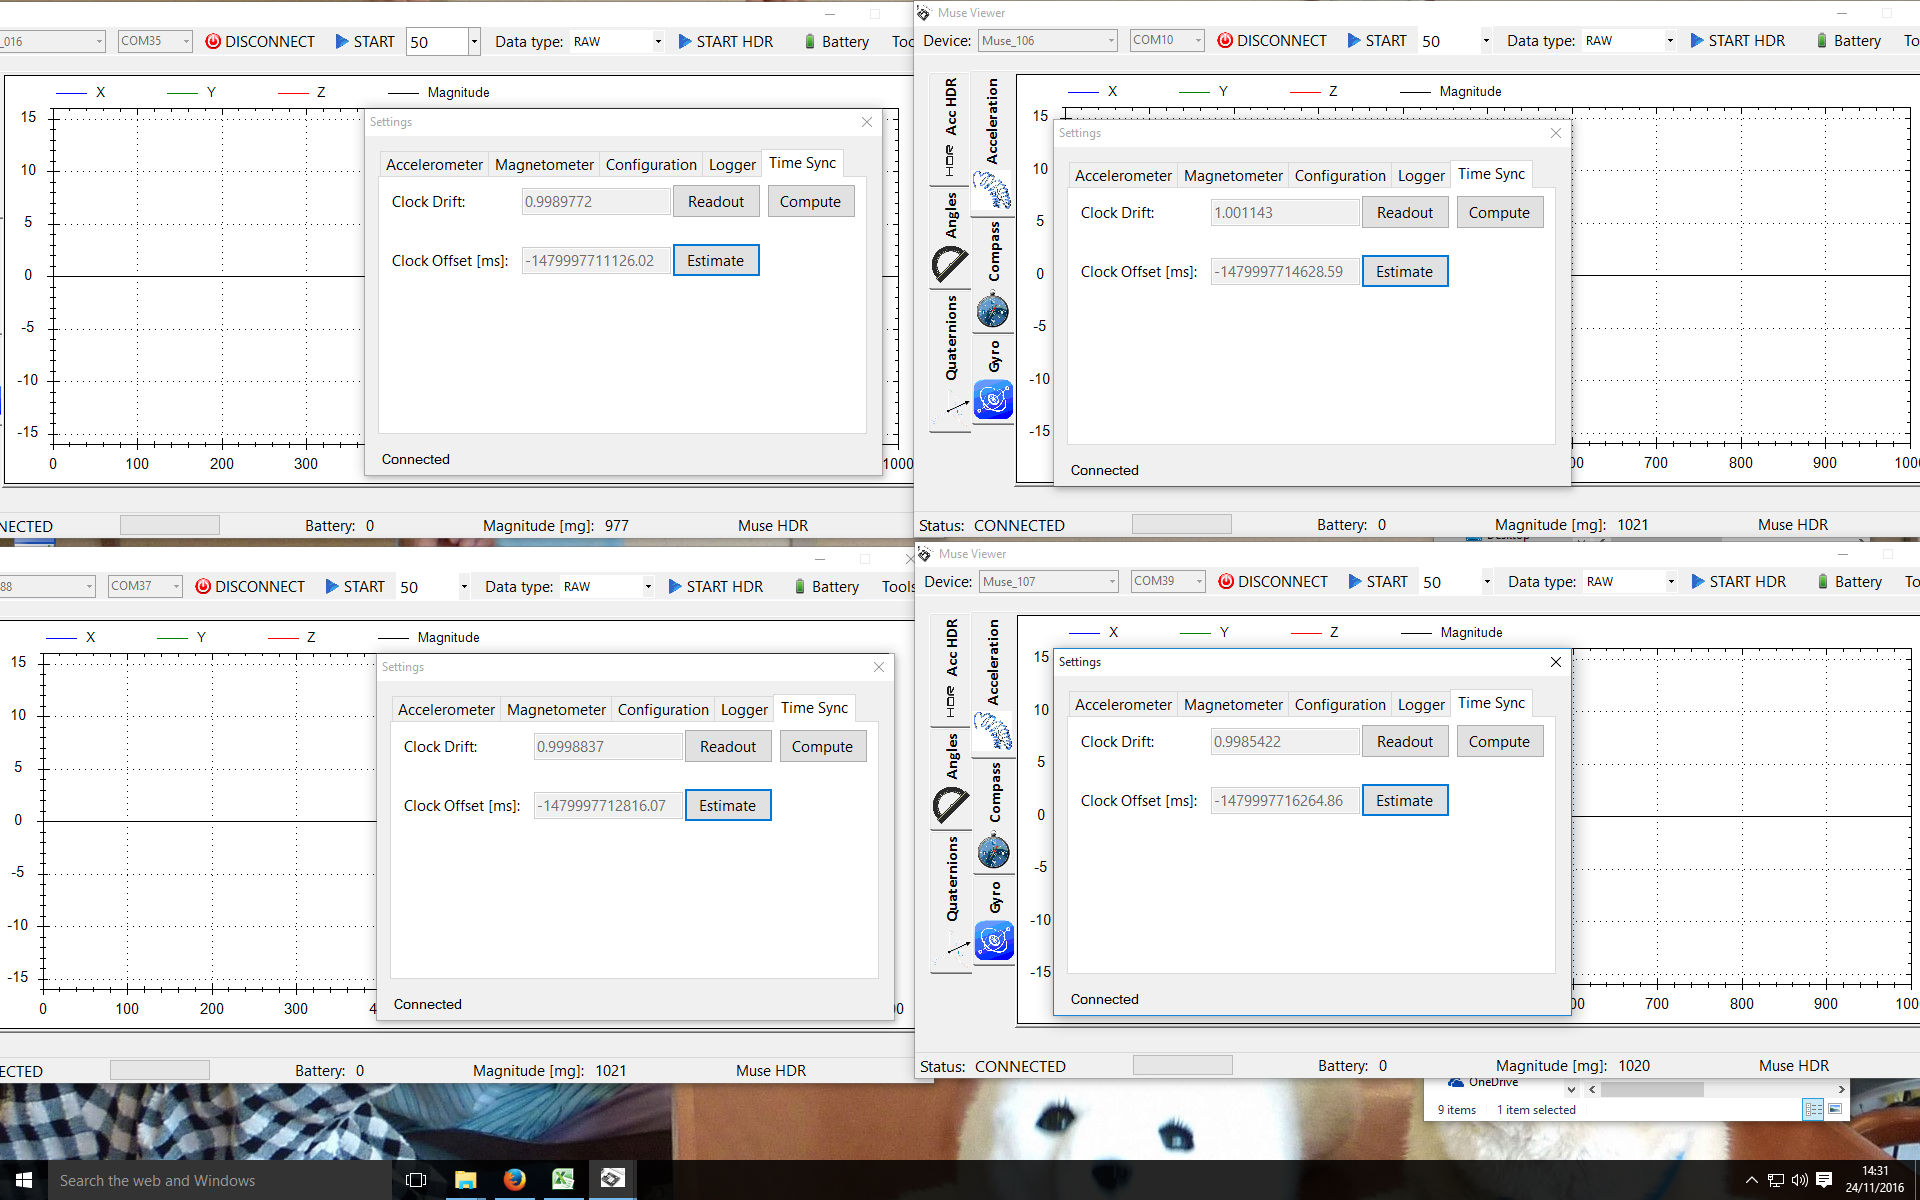 _016 COM35 DISCONNECT START 50 Data type: RAW START HDR Battery
X Y Z Magnitude
15
10
5
0
-5
-10
-15
0 100 200 300 1000
Settings
Accelerometer Magnetometer Configuration Logger Time Sync
Clock Drift: 0.9989772 Readout Compute
Clock Offset [ms]: -1479997711126.02 Estimate
Connected
NECTED Battery: 0 Magnitude [mg]: 977 Muse HDR
Muse Viewer
Device: Muse_106 COM10 DISCONNECT START 50 Data type: RAW START HDR Battery To
Acc HDR HDR
Acceleration
Angles
Compass
Quaternions
Gyro
X Y Z Magnitude
15
10
5
0
-5
-10
-15
700 800 900 1000
Settings
Accelerometer Magnetometer Configuration Logger Time Sync
Clock Drift: 1.001143 Readout Compute
Clock Offset [ms]: -1479997714628.59 Estimate
Connected
Status: CONNECTED Battery: 0 Magnitude [mg]: 1021 Muse HDR
Desktop
88 COM37 DISCONNECT START 50 Data type: RAW START HDR Battery Tools
X Y Z Magnitude
15
10
5
0
-5
-10
-15
0 100 200 300
Settings
Accelerometer Magnetometer Configuration Logger Time Sync
Clock Drift: 0.9998837 Readout Compute
Clock Offset [ms]: -1479997712816.07 Estimate
Connected
ECTED Battery: 0 Magnitude [mg]: 1021 Muse HDR
Muse Viewer
Device: Muse_107 COM39 DISCONNECT START 50 Data type: RAW START HDR Battery To
Acc HDR HDR
Acceleration
Angles
Compass
Quaternions
Gyro
X Y Z Magnitude
15
10
5
0
-5
-10
-15
700 800 900 100
Settings
Accelerometer Magnetometer Configuration Logger Time Sync
Clock Drift: 0.9985422 Readout Compute
Clock Offset [ms]: -1479997716264.86 Estimate
Connected
Status: CONNECTED Battery: 0 Magnitude [mg]: 1020 Muse HDR
OneDrive
9 items 1 item selected
Search the web and Windows
14:31
24/11/2016